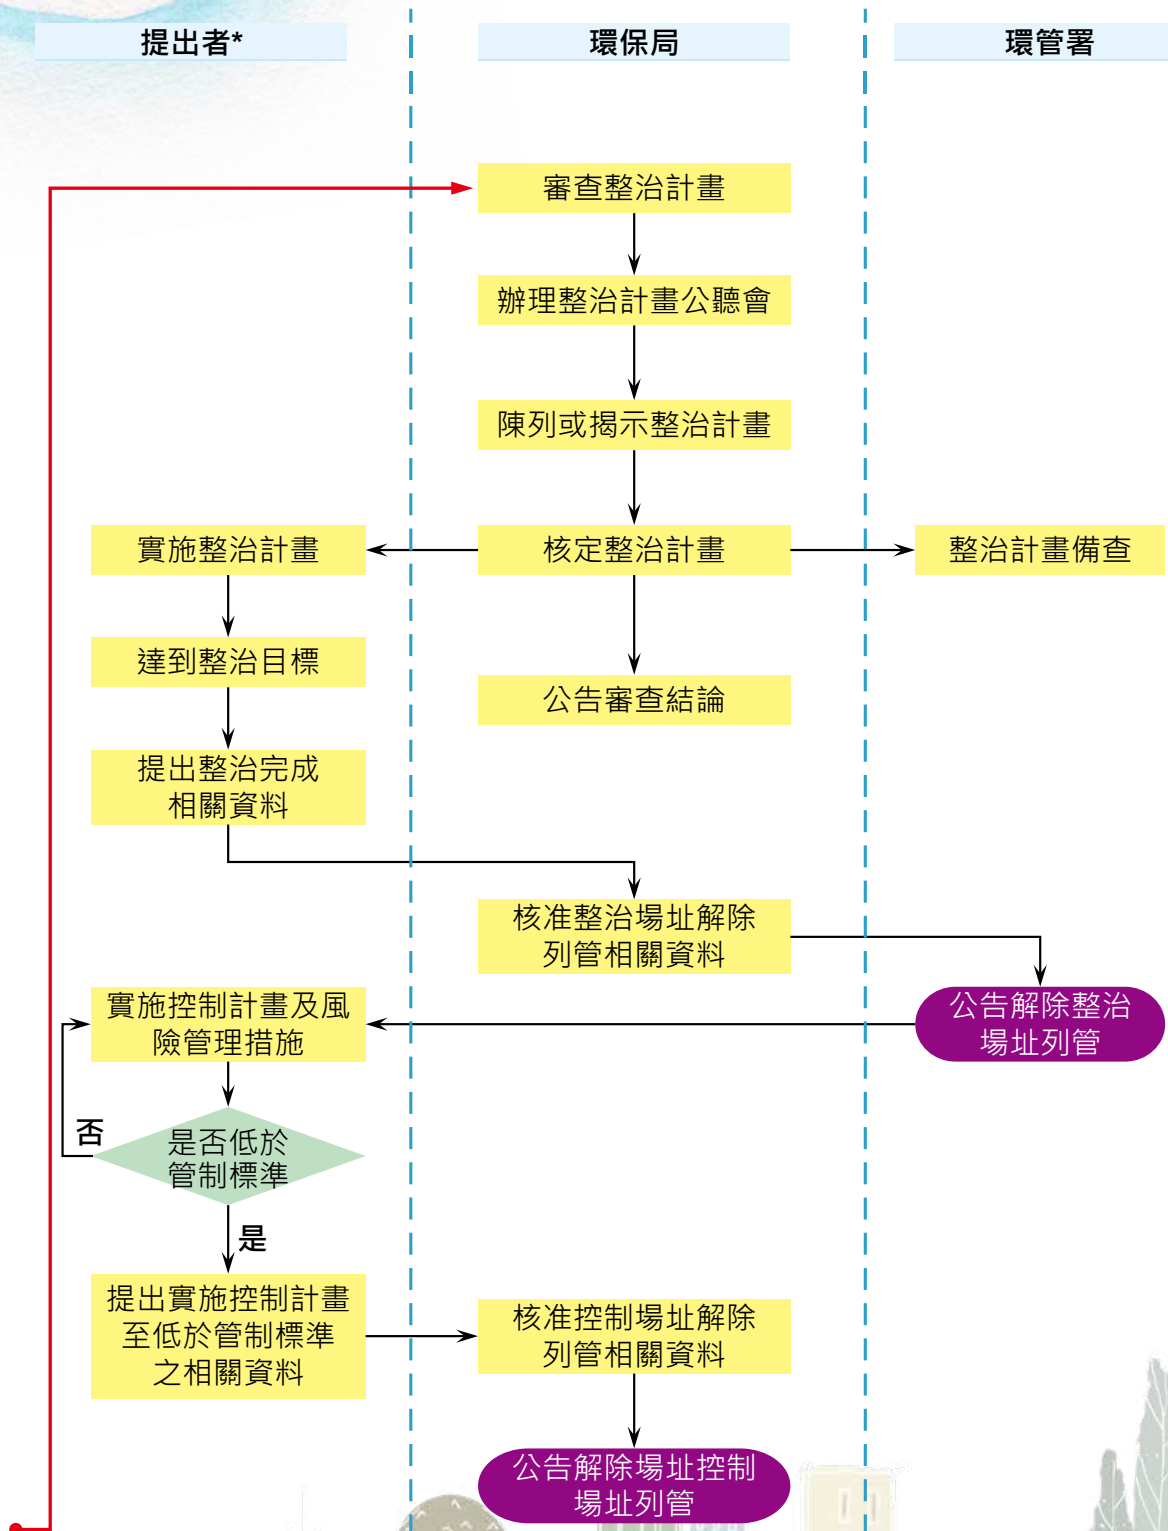 提出者*
環保局
環管署
審查整治計畫
辦理整治計畫公聽會
陳列或揭示整治計畫
實施整治計畫
核定整治計畫
整治計畫備查
達到整治目標
公告審查結論
提出整治完成
相關資料
核准整治場址解除
列管相關資料
實施控制計畫及風
險管理措施
公告解除整治
場址列管
否
是否低於
管制標準
是
提出實施控制計畫
至低於管制標準
之相關資料
核准控制場址解除
列管相關資料
公告解除場址控制
場址列管